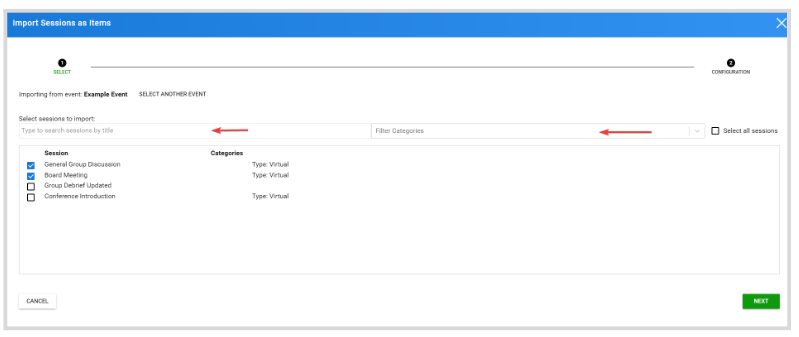 Import Sessions as Items
1
SELECT
2
CONFIGURATION
Importing from event: Example Event SELECT ANOTHER EVENT
Select sessions to import:
Type to search sessions by title
Filter Categories
Select all sessions
Session Categories
General Group Discussion Type: Virtual
Board Meeting Type: Virtual
Group Debrief Updated
Conference Introduction Type: Virtual
CANCEL
NEXT